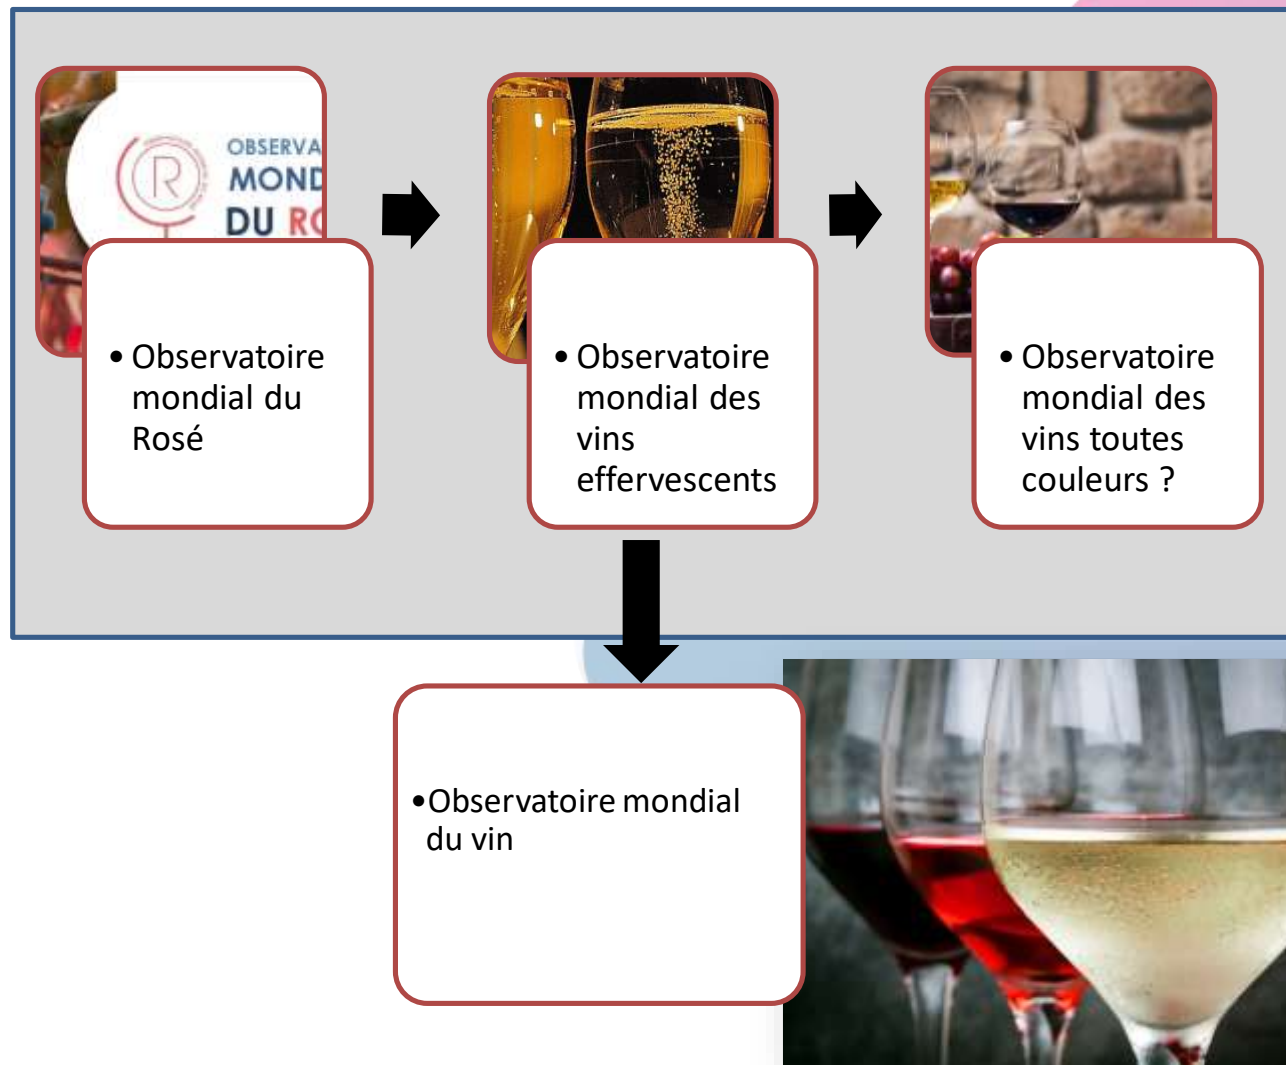 R
OBSERVA
MOND
DU RO
• Observatoire
mondial du
Rosé
• Observatoire
mondial des
vins
effervescents
• Observatoire
mondial des
vins toutes
couleurs ?
•Observatoire mondial
du vin